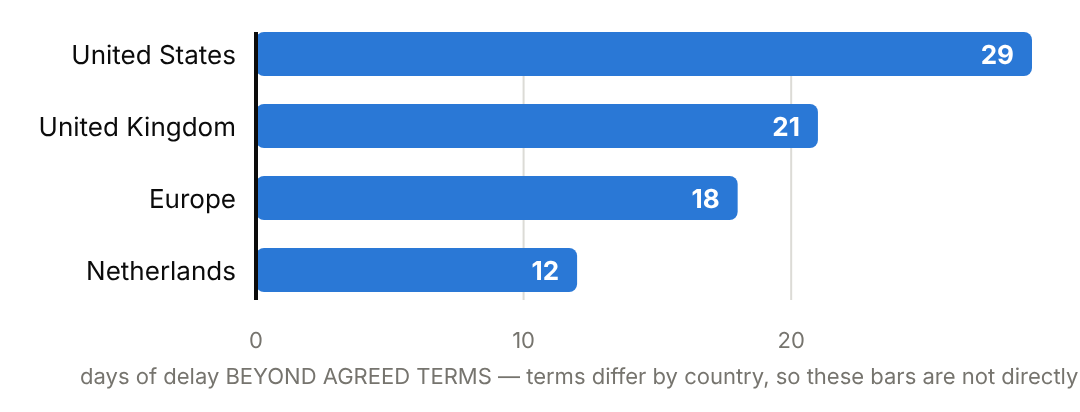 United States 29
United Kingdom 21
Europe 18
Netherlands 12
0 10 20
days of delay BEYOND AGREED TERMS — terms differ by country, so these bars are not directly